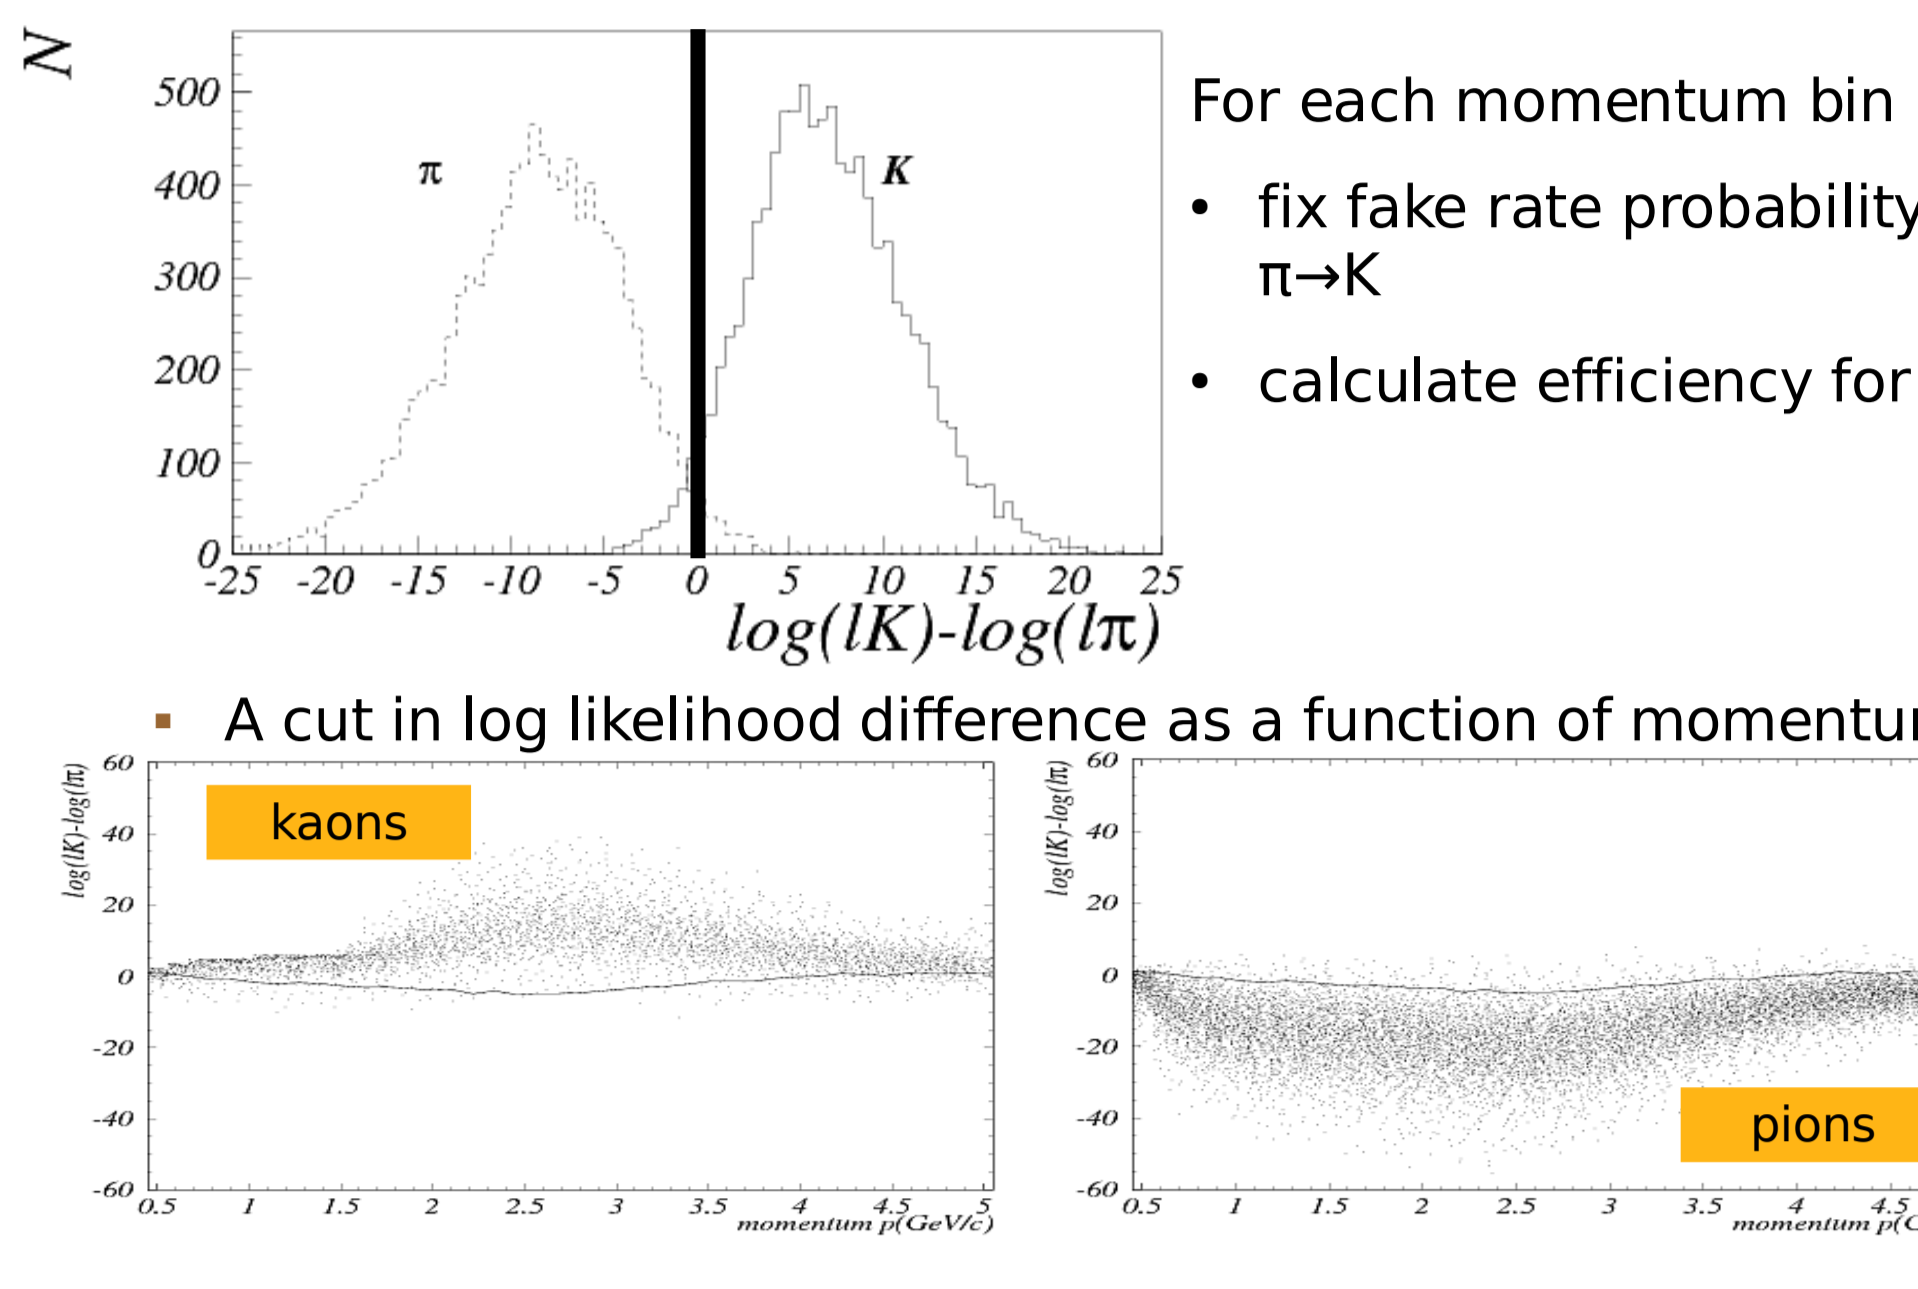 N
500
400
300
200
100
0
-25 -20 -15 -10 -5 0 5 10 15 20 25
π
K
log(lK)-log(lπ)
For each momentum bin
• fix fake rate probability
π→K
• calculate efficiency for
▪ A cut in log likelihood difference as a function of
log(lK)-log(lπ)
60
40
20
0
-20
-40
-60
kaons
0.5 1 1.5 2 2.5 3 3.5 4 4.5 5
momentum p(GeV/c)
log(lK)-log(lπ)
60
40
20
0
-20
-40
-60
pions
0.5 1 1.5 2 2.5 3 3.5 4 4.5
momentum